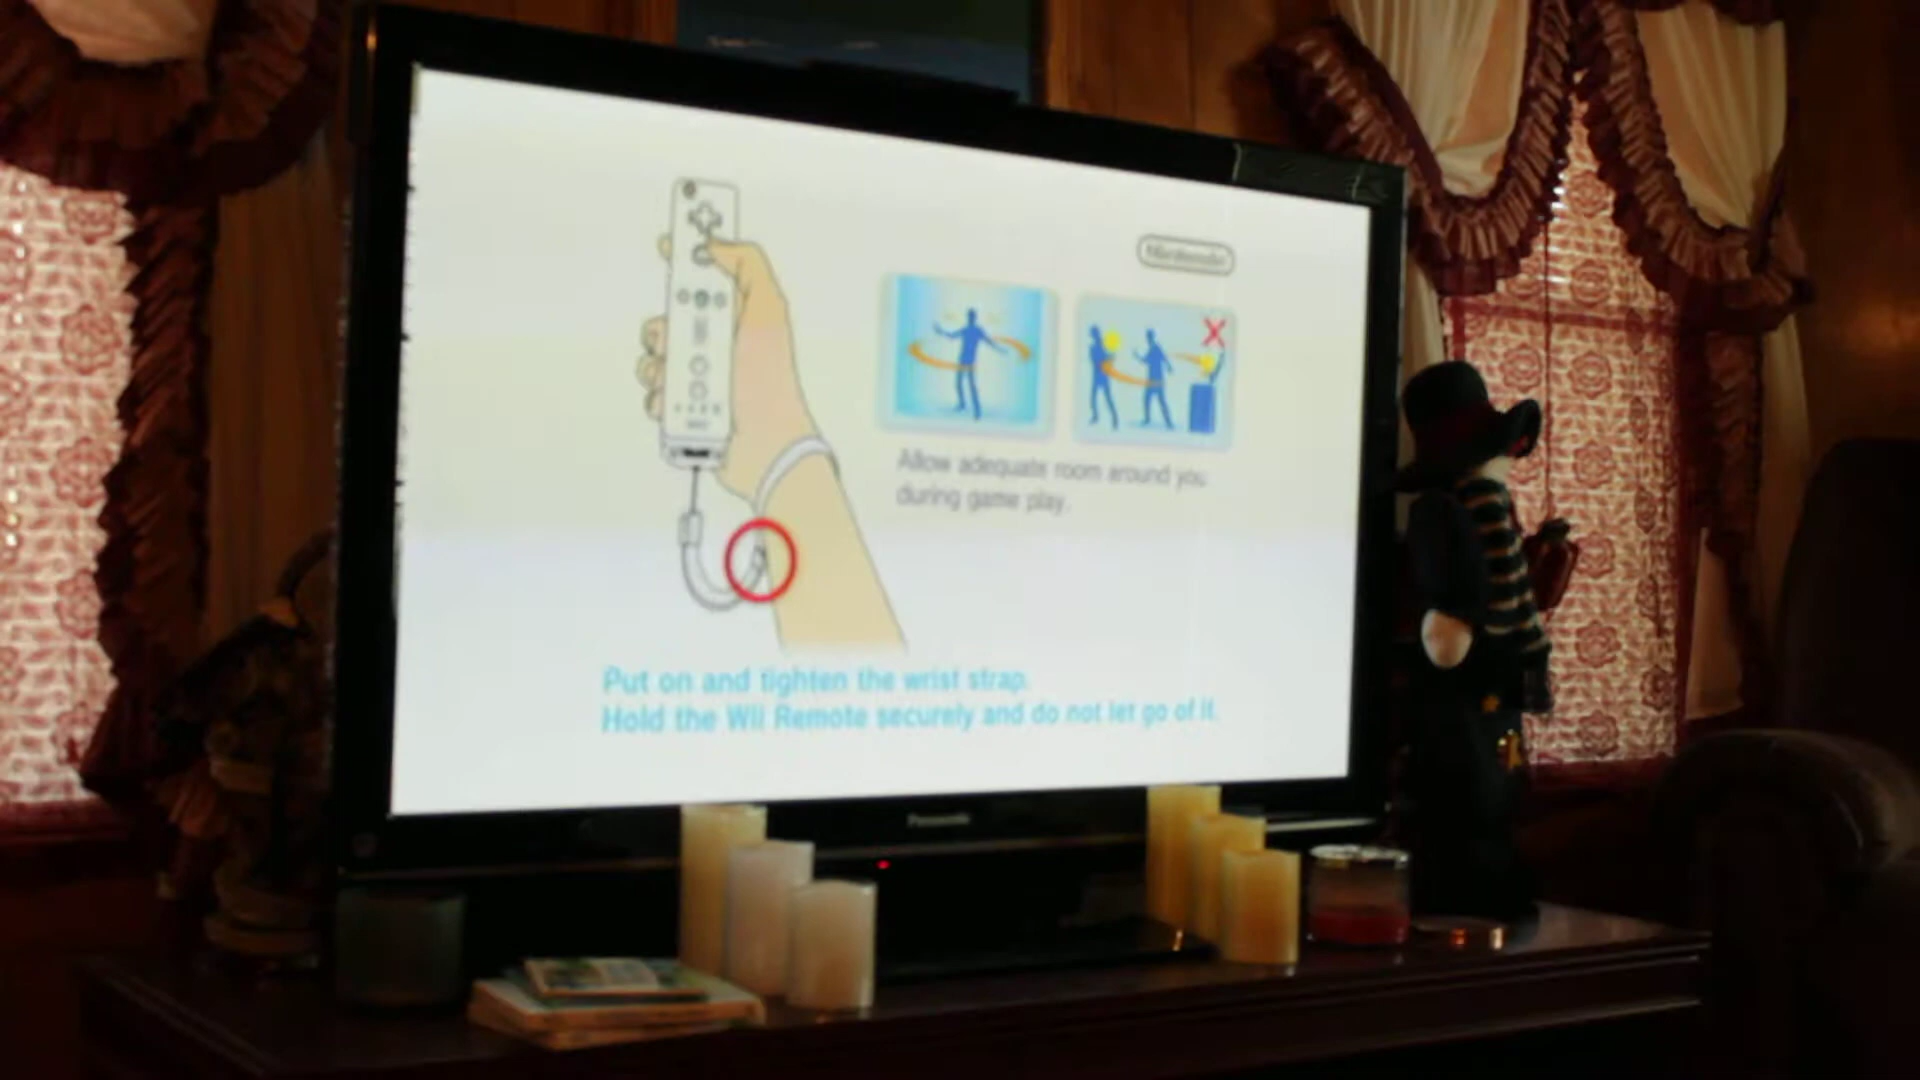 Nintendo
Allow adequate room around you
during game play.
Put on and tighten the wrist strap.
Hold the Wii Remote securely and do not let go of it.
Panasonic